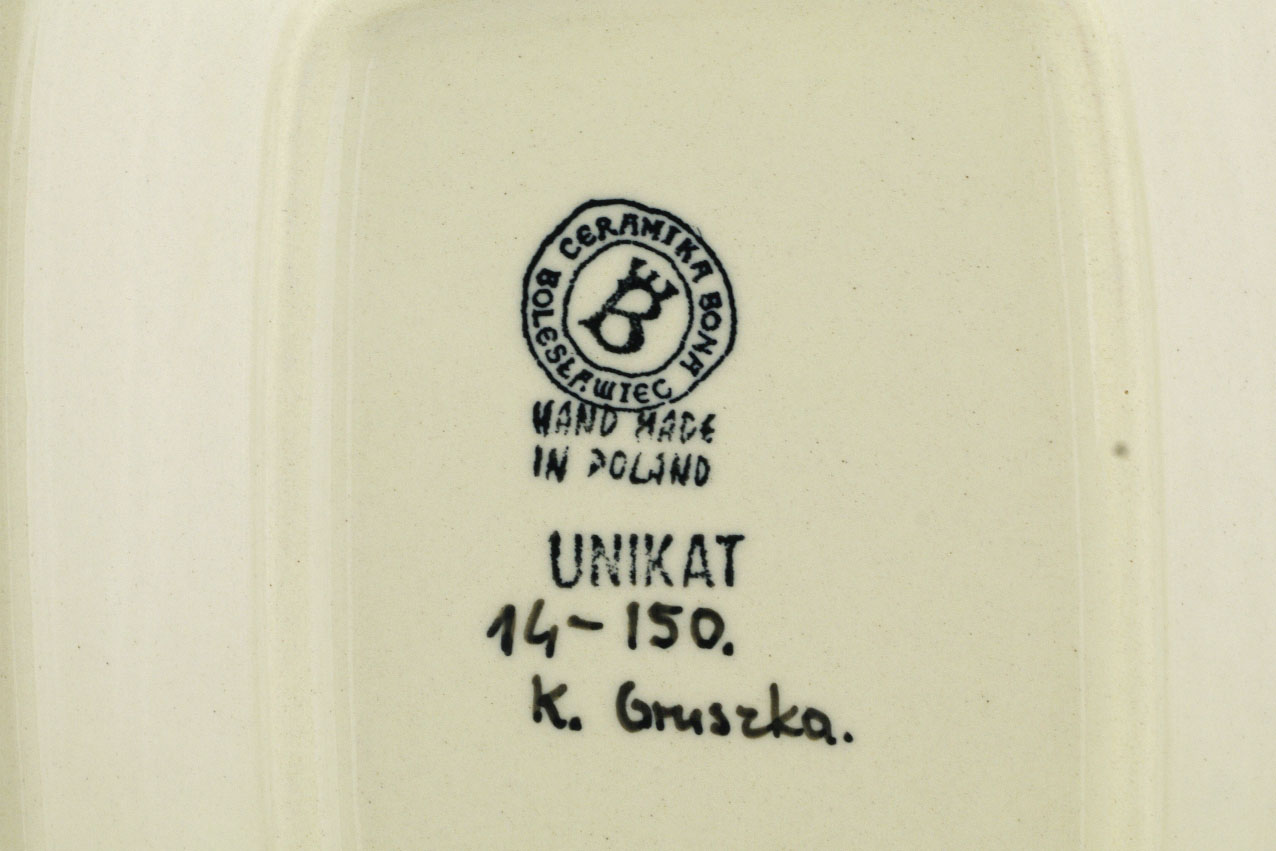 CERAMIKA BONA
BOLESŁAWIEC
B
HAND MADE
IN POLAND
UNIKAT
14-150.
K. Gruszka.